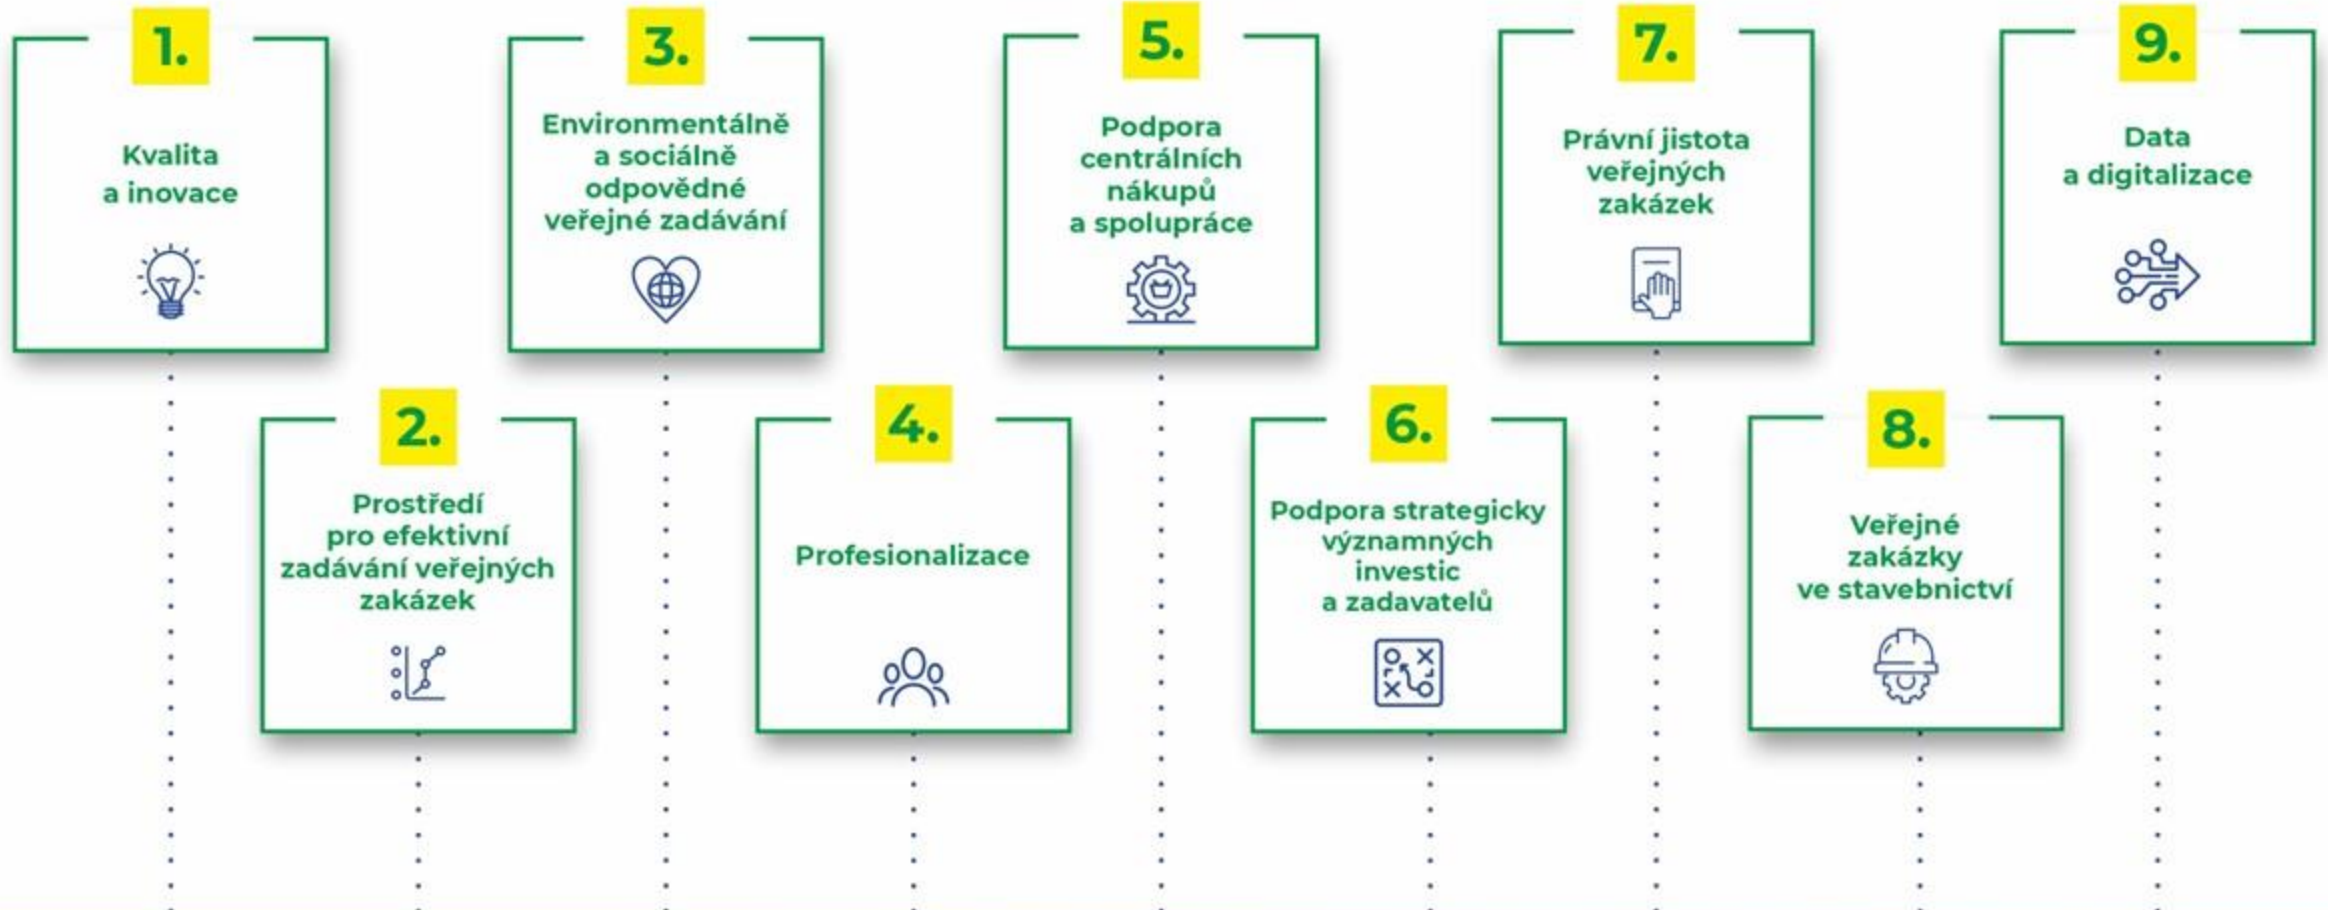 1.
Kvalita
a inovace
2.
Prostředí
pro efektivní
zadávání veřejných
zakázek
3.
Environmentálně
a sociálně
odpovědné
veřejné zadávání
4.
Profesionalizace
5.
Podpora
centrálních
nákupů
a spolupráce
6.
Podpora strategicky
významných
investic
a zadavatelů
7.
Právní jistota
veřejných
zakázek
8.
Veřejné
zakázky
ve stavebnictví
9.
Data
a digitalizace